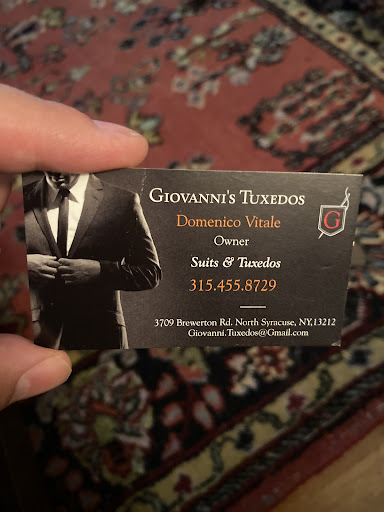 GIOVANNI'S TUXEDOS
Domenico Vitale
Owner
Suits & Tuxedos
315.455.8729
3709 Brewerton Rd. North Syracuse, NY,13212
Giovanni.Tuxedos@Gmail.com
G